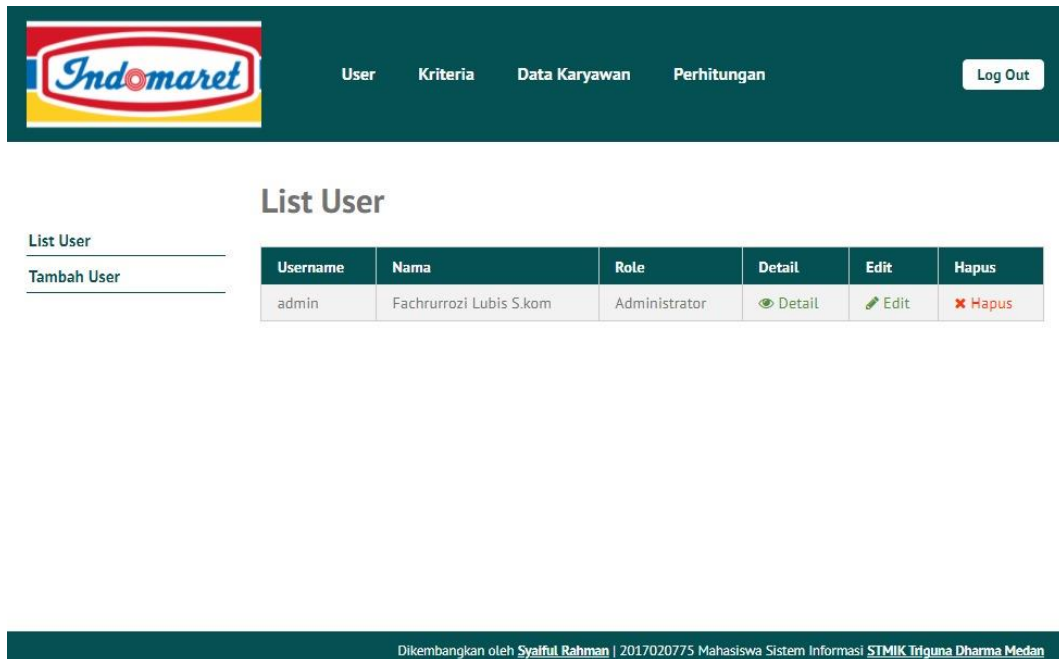 Indomaret
User Kriteria Data Karyawan Perhitungan Log Out
List User
List User
Tambah User
Username Nama Role Detail Edit Hapus
admin Fachrurrozi Lubis S.kom Administrator Detail Edit Hapus
Dikembangkan oleh Syaiful Rahman | 2017020775 Mahasiswa Sistem Informasi STMIK Triguna Dharma Medan